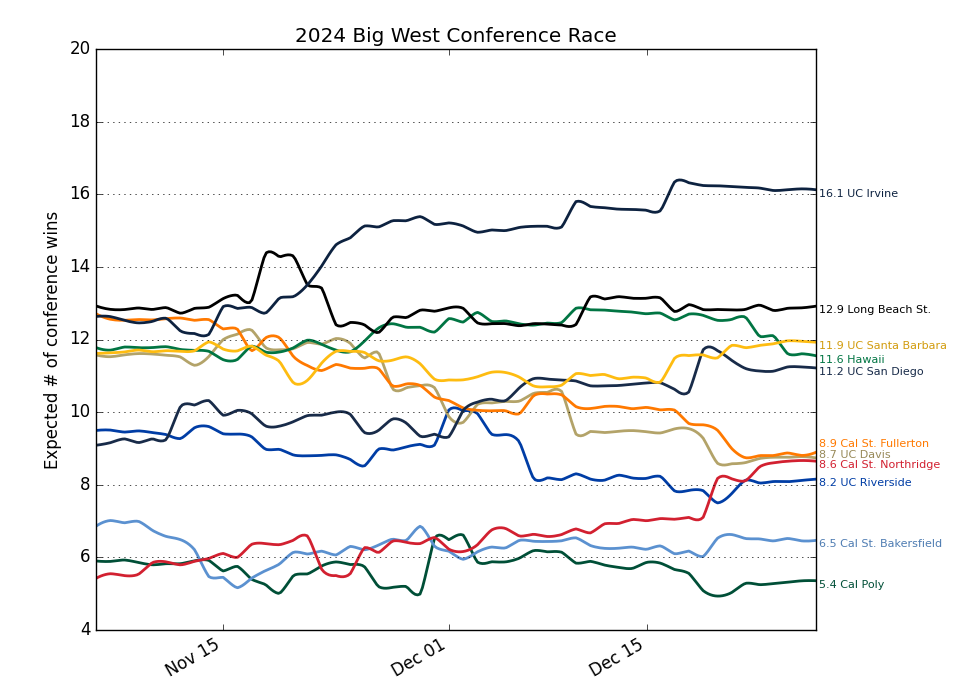 2024 Big West Conference Race
Expected # of conference wins
20
18
16
14
12
10
8
6
4
Nov 15
Dec 01
Dec 15
16.1 UC Irvine
12.9 Long Beach St.
11.9 UC Santa Barbara
11.6 Hawaii
11.2 UC San Diego
8.9 Cal St. Fullerton
8.7 UC Davis
8.6 Cal St. Northridge
8.2 UC Riverside
6.5 Cal St. Bakersfield
5.4 Cal Poly